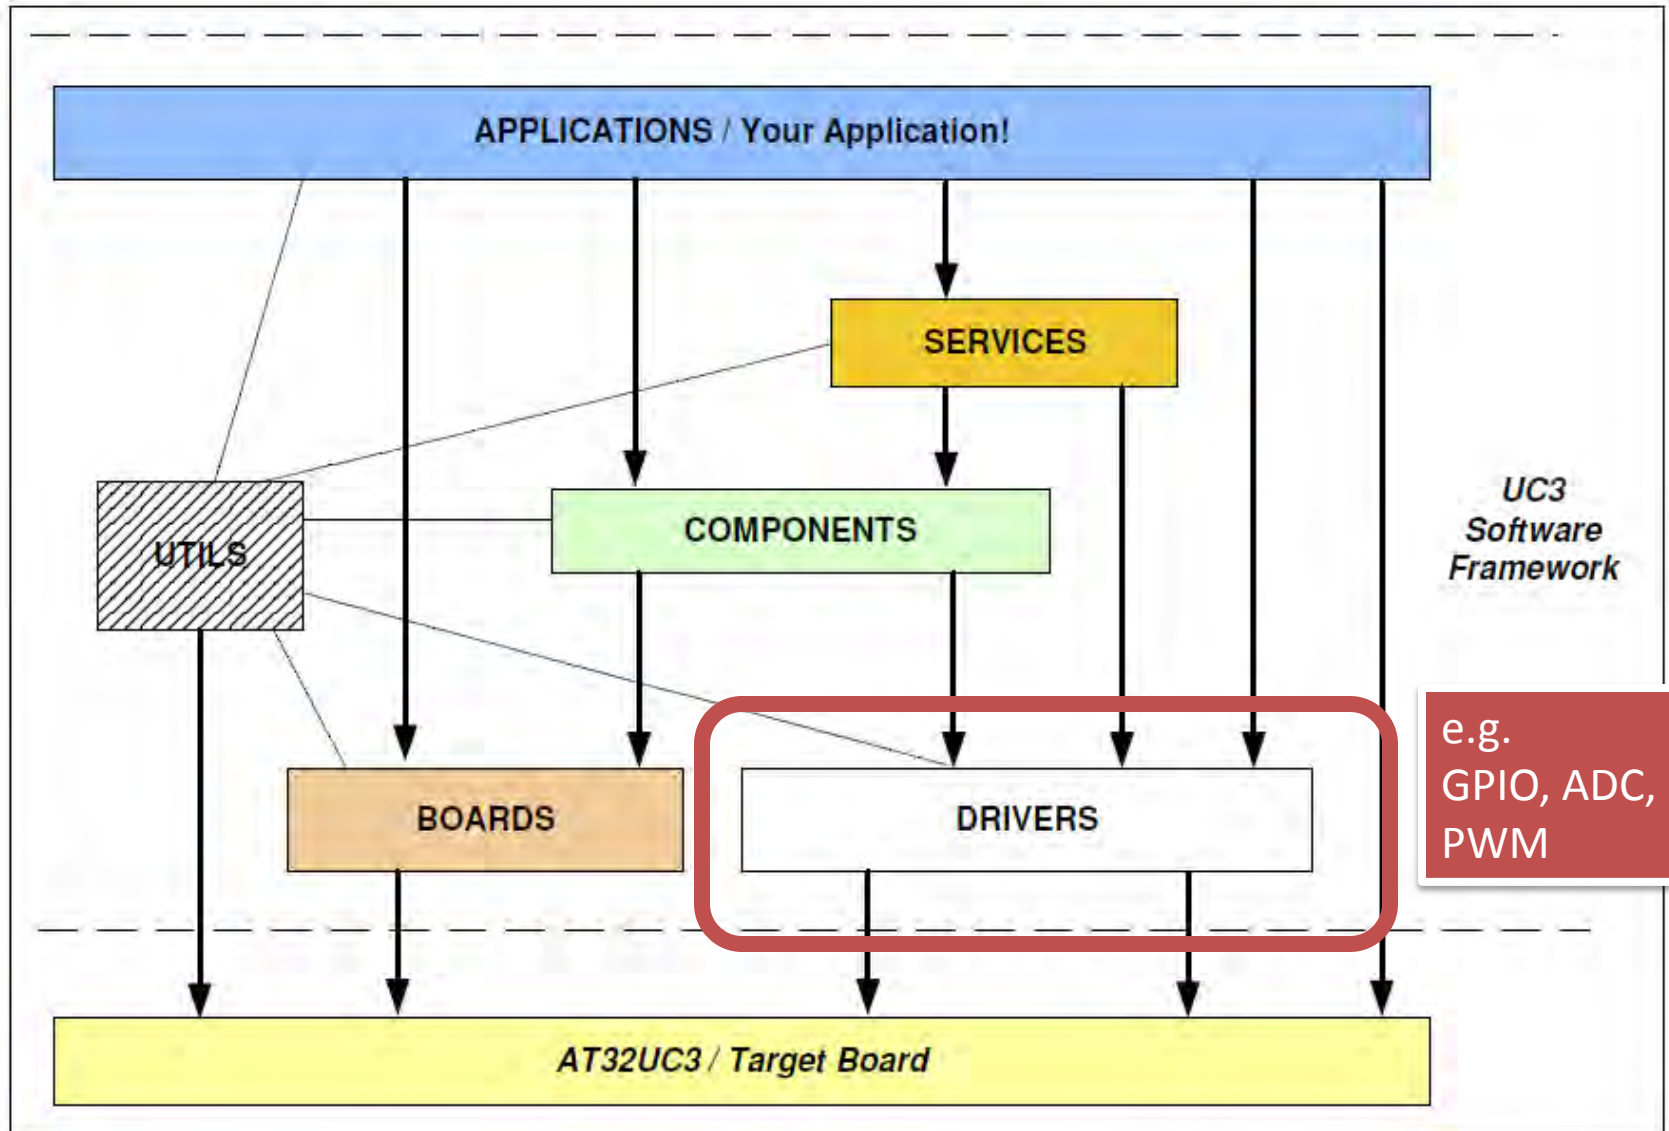 APPLICATIONS / Your Application!
SERVICES
COMPONENTS
UTILS
UC3
Software
Framework
BOARDS
DRIVERS
e.g.
GPIO, ADC,
PWM
AT32UC3 / Target Board